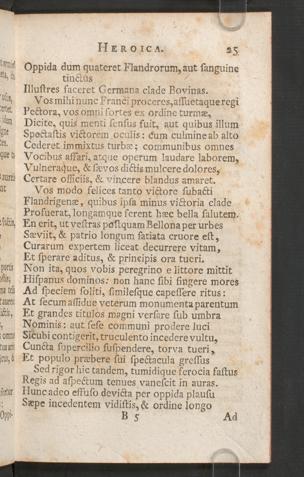 HEROICA. 25
Oppida dum quateret Flandrorum, aut sanguine
tinctus
Illustres faceret Germana clade Bovinas.
Vos mihi nunc Franci proceres, assuetaque regi
Pectora, vos omni fortes ex ordine turmæ,
Dicite, quis menti sensus fuit, aut quibus illum
Spectastis victorem oculis: cum culmine ab alto
Cederet immixtus turbæ; communibus omnes
Vocibus affari, atque operum laudare laborem,
Vulneraque, & sævos dictis mulcere dolores,
Certare officiis, & vincere blandus amaret.
Vos modo felices tanto victore subacti
Flandrigenæ, quibus ipsa minus victoria clade
Profuerat, longamque ferent hæc bella salutem.
En erit, ut vestras postquam Bellona per urbes
Sæviit, & patrio longum satiata cruore est,
Curarum expertem liceat decurrere vitam,
Et sperare aditus, & principis ora tueri.
Non ita, quos vobis peregrino e littore mittit
Hispanus dominos: non hanc sibi fingere mores
Ad speciem soliti, similesque capessere ritus:
At secum assidue veterum monumenta parentum
Et grandes titulos magni versare sub umbra
Nominis: aut sese communi prodere luci
Sicubi contigerit, truculento incedere vultu,
Cuncta supercilio suspendere, torva tueri,
Et populo præbere sui spectacula gressus
Sed rigor hic tandem, tumidique ferocia fastus
Regis ad aspectum tenues vanescit in auras.
Hunc adeo effuso devicta per oppida plausu
Sæpe incedentem vidistis, & ordine longo
B 5 Ad